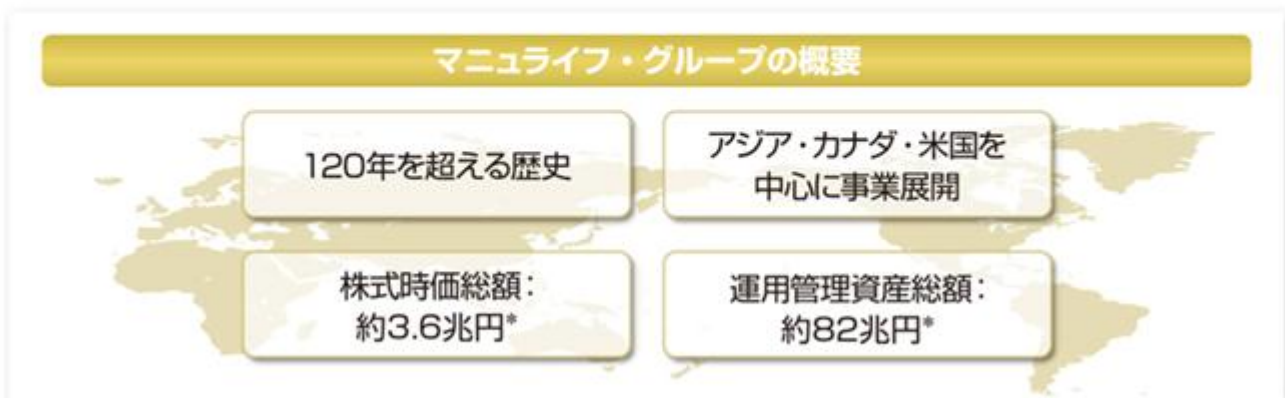 マニュライフ・グループの概要
120年を超える歴史
アジア・カナダ・米国を
中心に事業展開
株式時価総額：
約3.6兆円*
運用管理資産総額：
約82兆円*